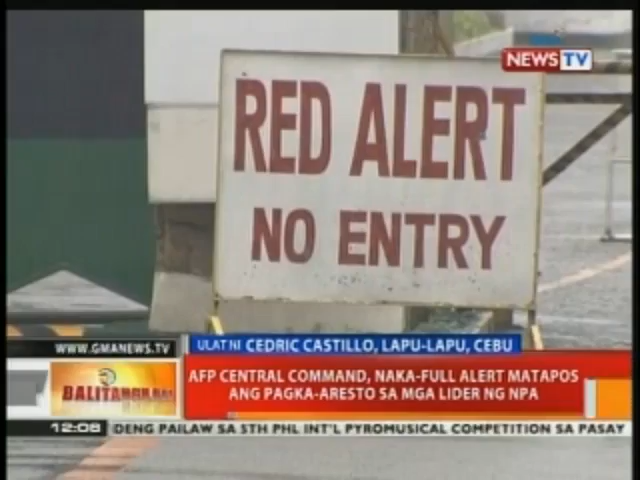 NEWSTV
RED ALERT
NO ENTRY
ULAT NI CEDRIC CASTILLO, LAPU-LAPU, CEBU
WWW.GMANEWS.TV
AFP CENTRAL COMMAND, NAKA-FULL ALERT MATAPOS
ANG PAGKA-ARESTO SA MGA LIDER NG NPA
BALITANGHALI
12:08 DENG PAILAW SA 5TH PHL INT'L PYROMUSICAL COMPETITION SA PASAY